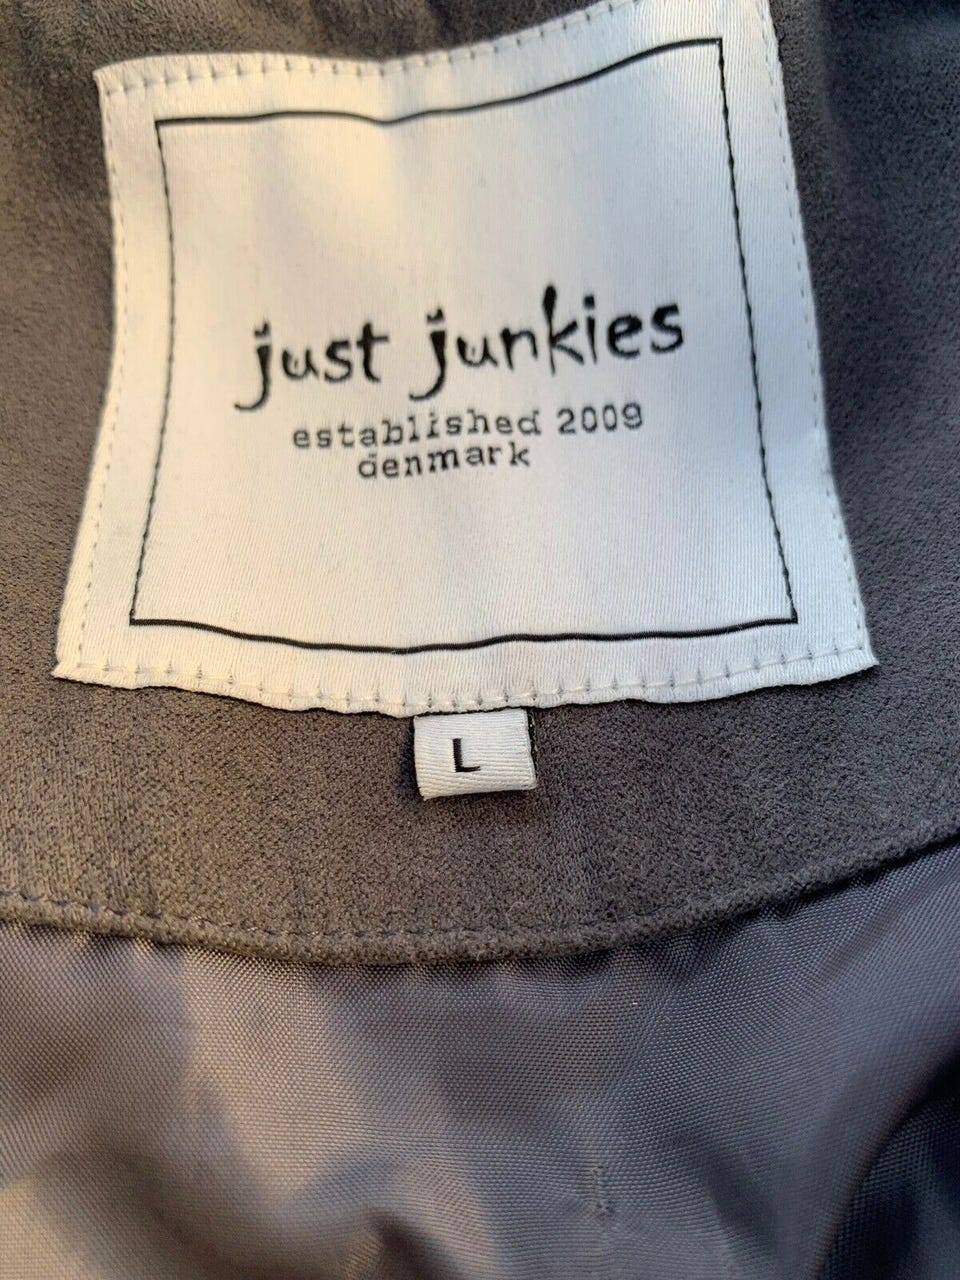 just junkies
established 2009
denmark
L